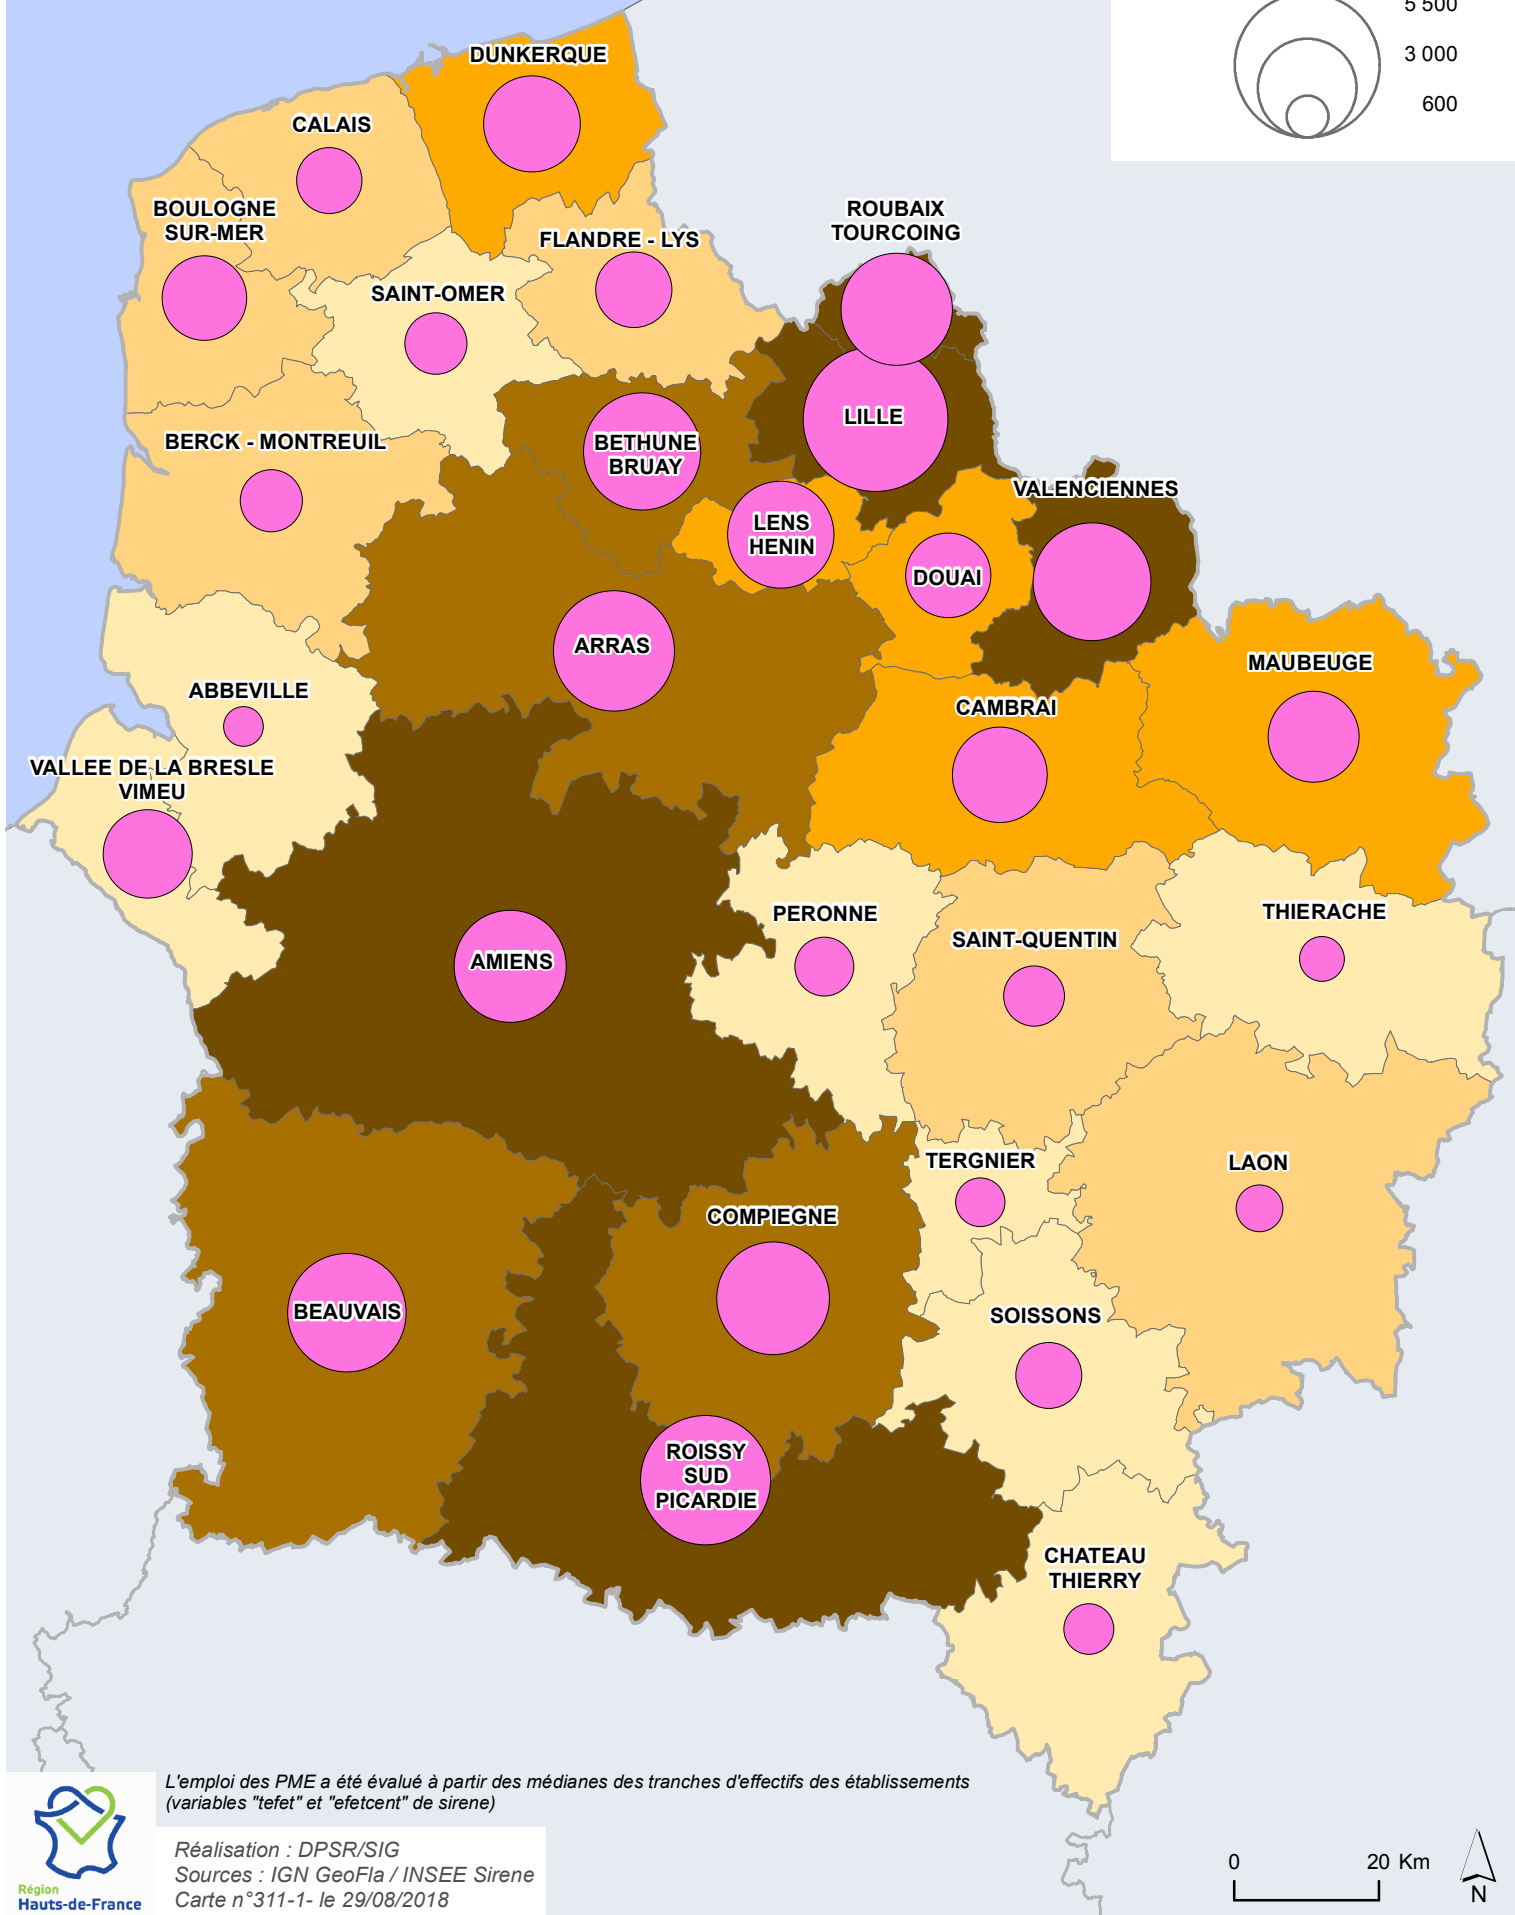 5 500
3 000
600
DUNKERQUE
CALAIS
BOULOGNE
SUR-MER
ROUBAIX
TOURCOING
FLANDRE - LYS
SAINT-OMER
LILLE
BERCK - MONTREUIL
BETHUNE
BRUAY
VALENCIENNES
LENS
HENIN
DOUAI
ARRAS
MAUBEUGE
ABBEVILLE
CAMBRAI
VALLEE DE LA BRESLE
VIMEU
PERONNE
THIERACHE
SAINT-QUENTIN
AMIENS
TERGNIER
LAON
COMPIEGNE
BEAUVAIS
SOISSONS
ROISSY
SUD
PICARDIE
CHATEAU
THIERRY
L'emploi des PME a été évalué à partir des médianes des tranches d'effectifs des établissements
(variables "tefet" et "efetcent" de sirene)
Réalisation : DPSR/SIG
Sources : IGN GeoFla / INSEE Sirene
Carte n°311-1- le 29/08/2018
Région
Hauts-de-France
0 20 Km
N